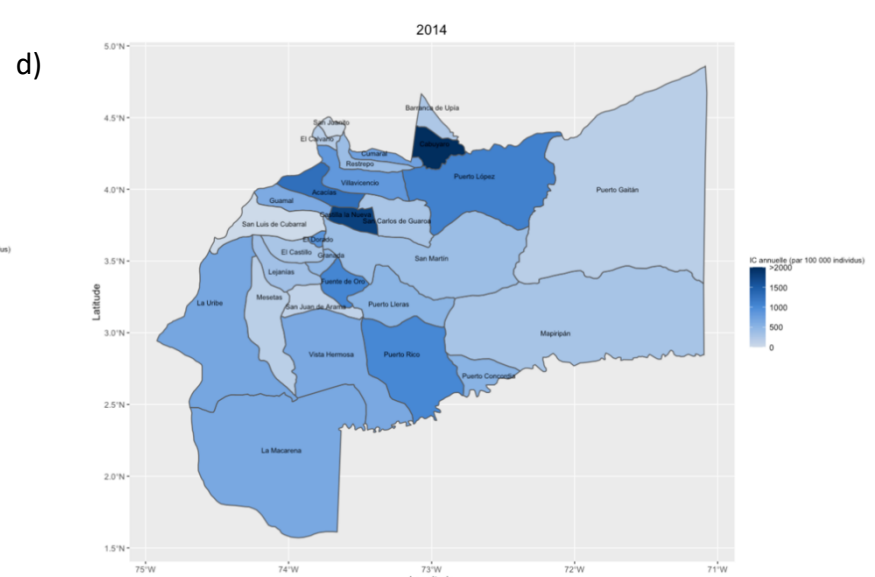 2014
d)
5.0°N
4.5°N
4.0°N
3.5°N
3.0°N
2.5°N
2.0°N
1.5°N
Latitude
75°W
74°W
73°W
72°W
71°W
Barranca de Upía
San Juanito
El Calvario
Cabuyaro
Cumaral
Restrepo
Villavicencio
Puerto López
Puerto Gaitán
Acacías
Guamal
Castilla la Nueva
San Carlos de Guaroa
San Luis de Cubarral
El Dorado
El Castillo
Granada
San Martín
Lejanías
Fuente de Oro
Mesetas
San Juan de Arama
Puerto Lleras
La Uribe
Mapiripán
Vista Hermosa
Puerto Rico
Puerto Concordia
La Macarena
us)
IC annuelle (par 100 000 individus)
>2000
1500
1000
500
0